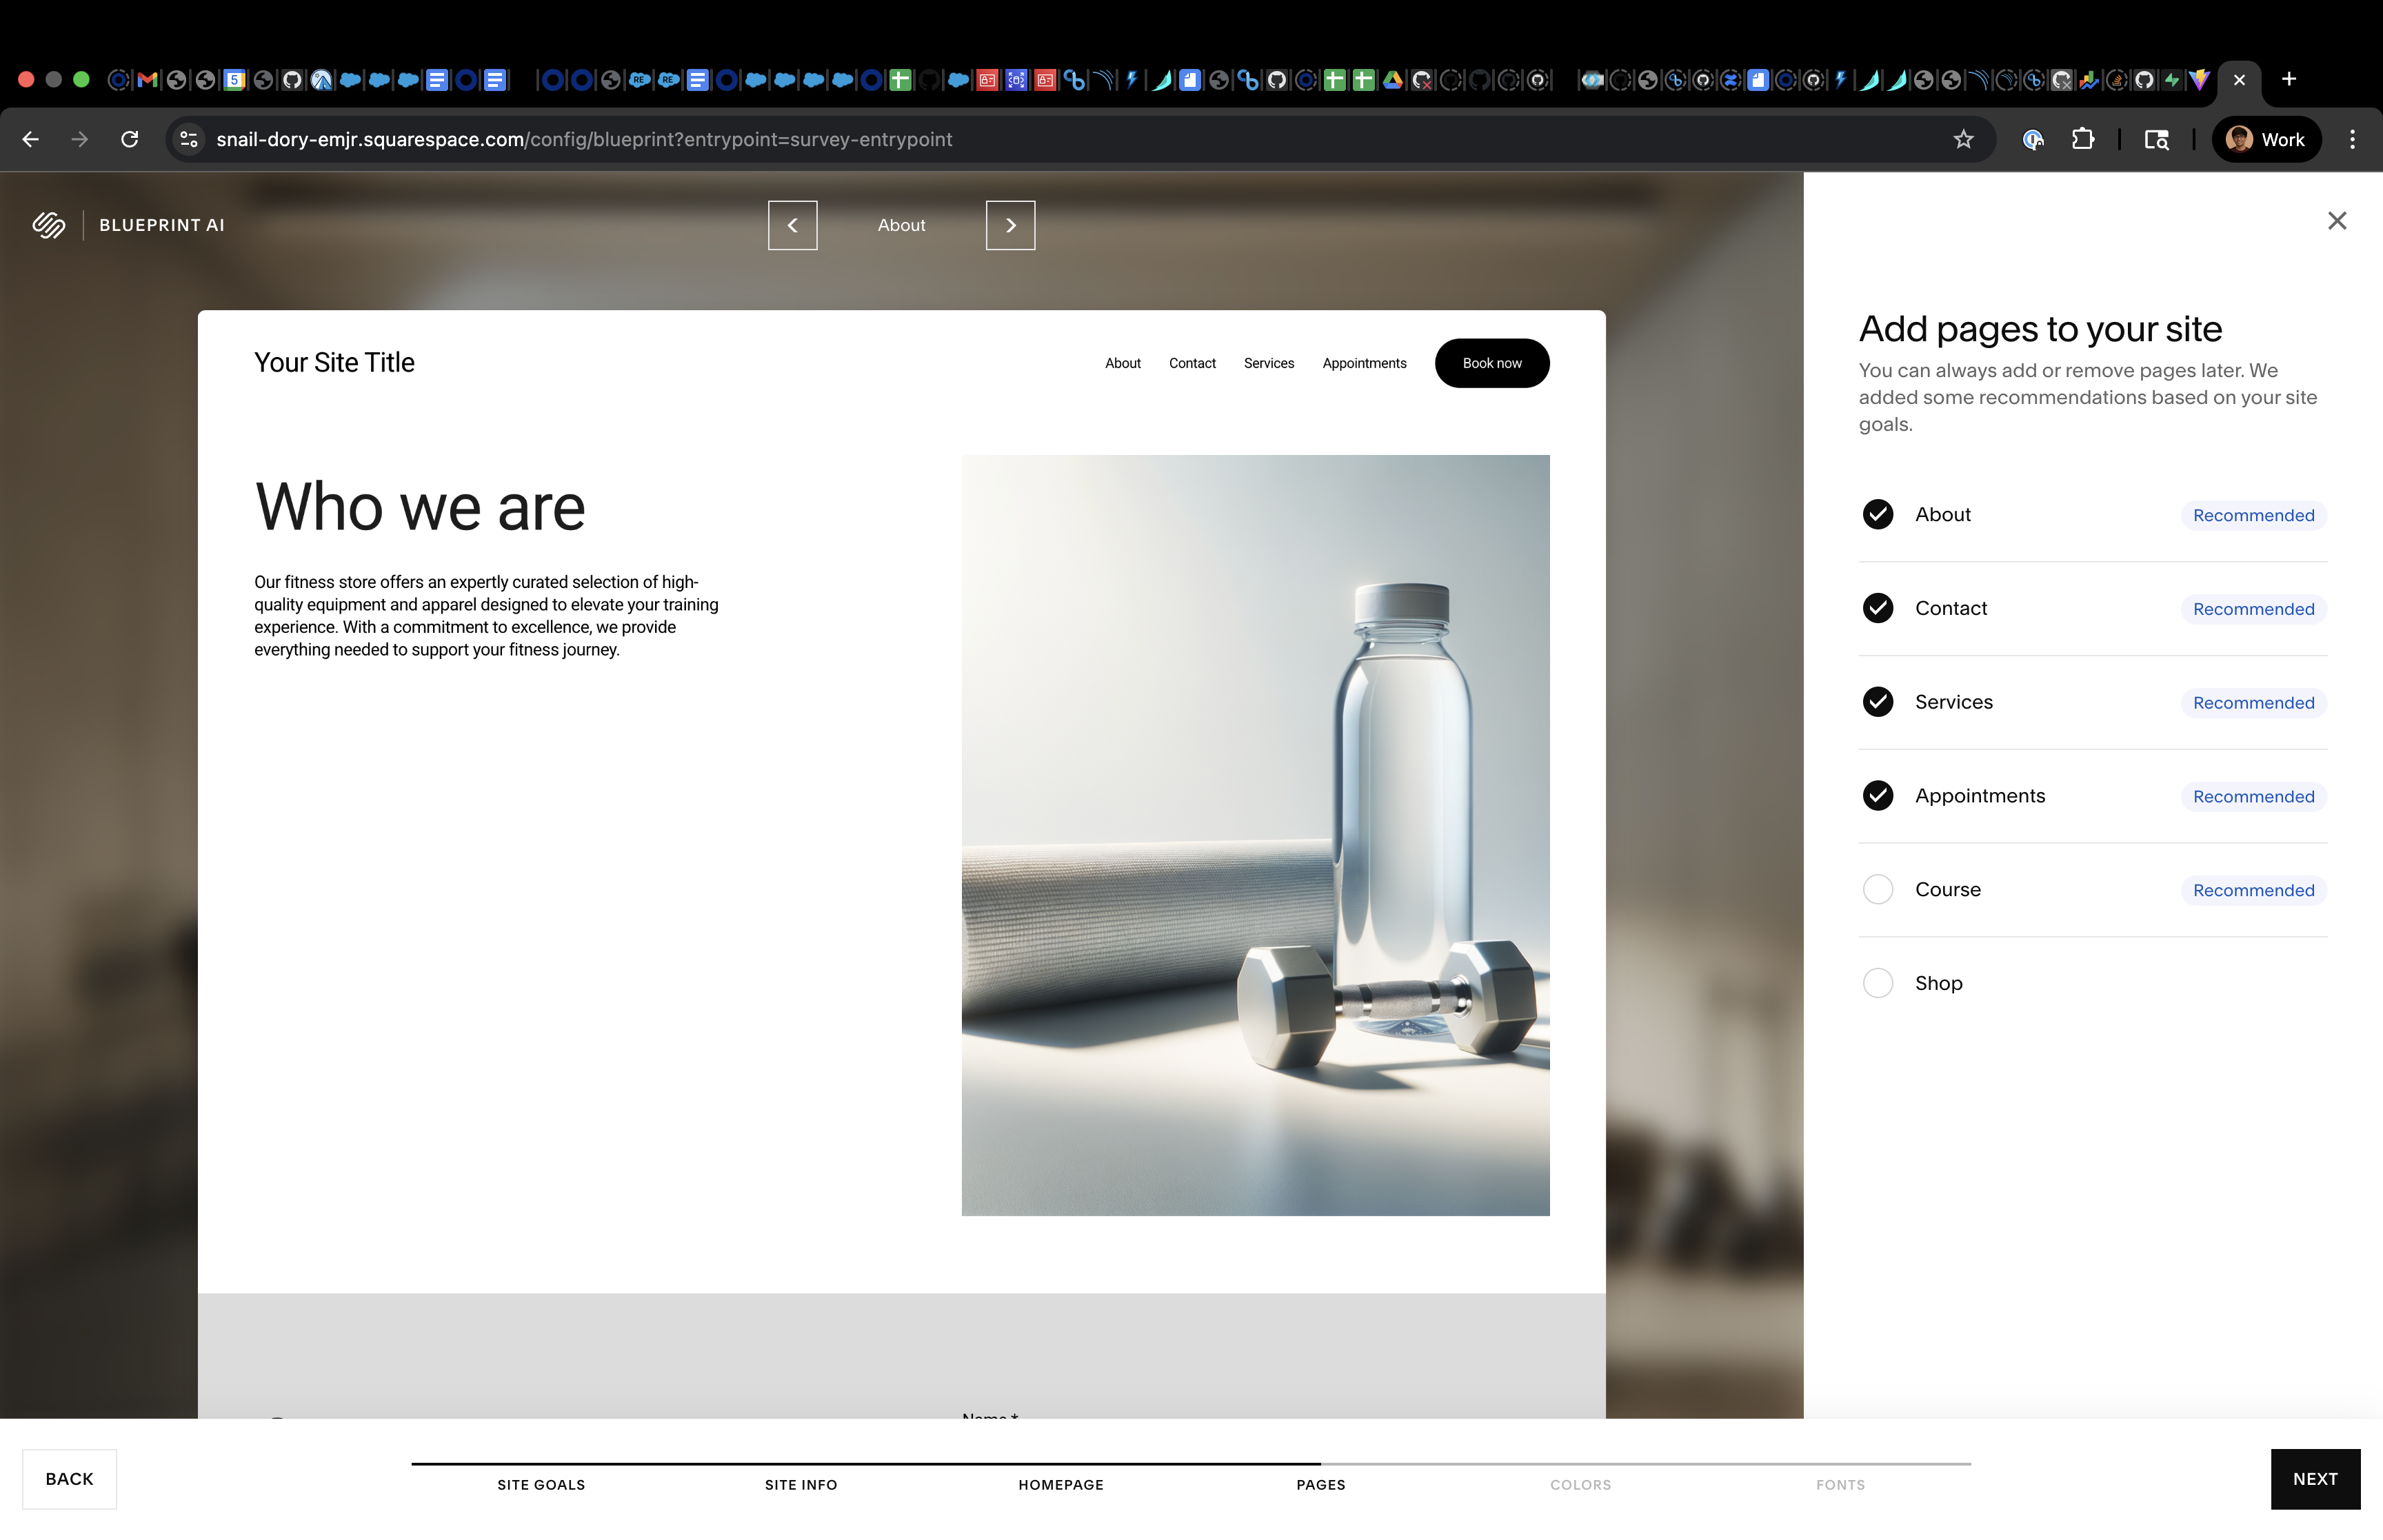 5
RE
RE
snail-dory-emjr.squarespace.com/config/blueprint?entrypoint=survey-entrypoint
Work
BLUEPRINT AI
About
Your Site Title
About
Contact
Services
Appointments
Book now
Who we are
Our fitness store offers an expertly curated selection of high-
quality equipment and apparel designed to elevate your training
experience. With a commitment to excellence, we provide
everything needed to support your fitness journey.
Name *
Add pages to your site
You can always add or remove pages later. We
added some recommendations based on your site
goals.
About
Recommended
Contact
Recommended
Services
Recommended
Appointments
Recommended
Course
Recommended
Shop
BACK
SITE GOALS
SITE INFO
HOMEPAGE
PAGES
COLORS
FONTS
NEXT